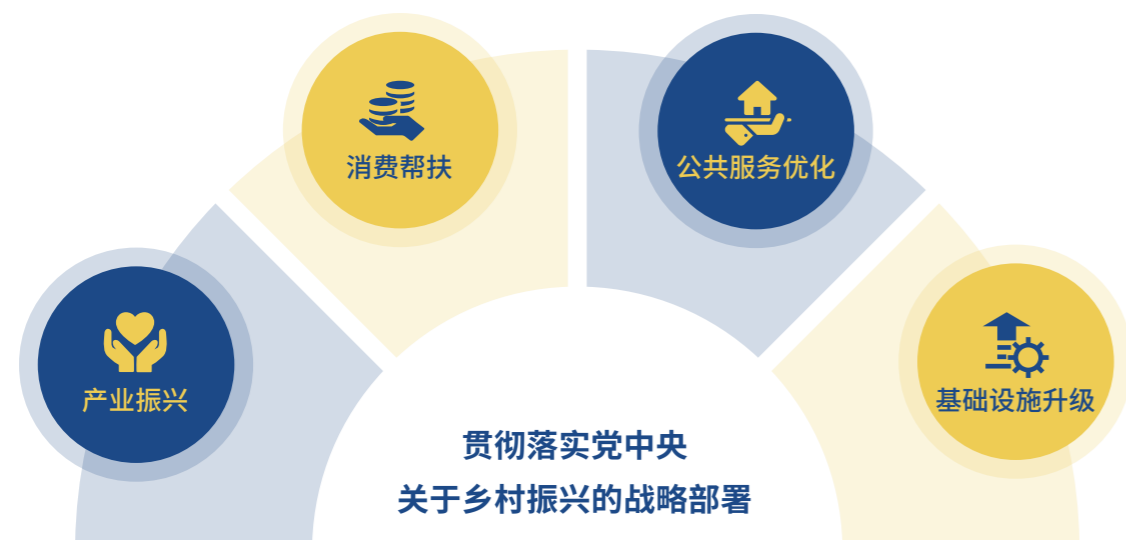 消费帮扶
公共服务优化
产业振兴
基础设施升级
贯彻落实党中央
关于乡村振兴的战略部署